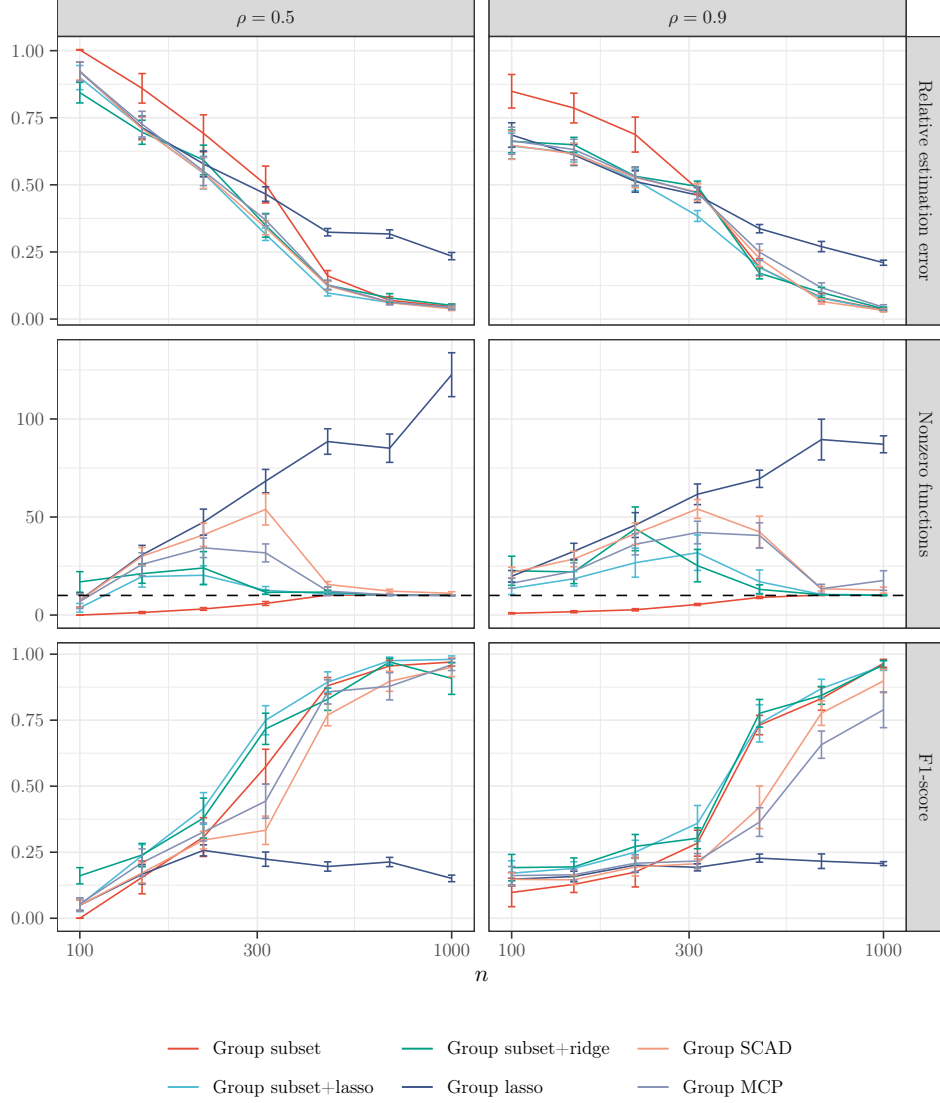 ρ = 0.5
ρ = 0.9
1.00
0.75
0.50
0.25
0.00
Relative estimation error
100
50
0
Nonzero functions
1.00
0.75
0.50
0.25
0.00
F1-score
100
300
1000
100
300
1000
n
Group subset
Group subset+ridge
Group SCAD
Group subset+lasso
Group lasso
Group MCP